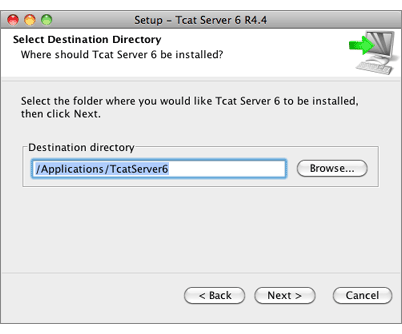 Setup – Tcat Server 6 R4.4
Select Destination Directory
Where should Tcat Server 6 be installed?
Select the folder where you would like Tcat Server 6 to be installed,
then click Next.
Destination directory
/Applications/TcatServer6
Browse...
< Back
Next >
Cancel